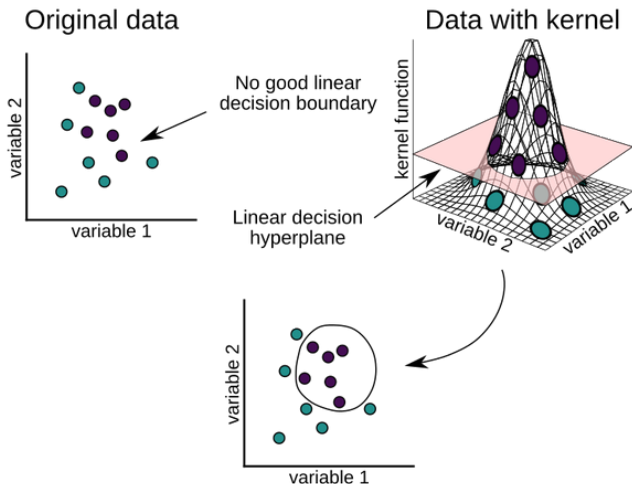 Original data
Data with kernel
variable 2
variable 1
No good linear
decision boundary
kernel function
variable 2
variable 1
Linear decision
hyperplane
variable 2
variable 1